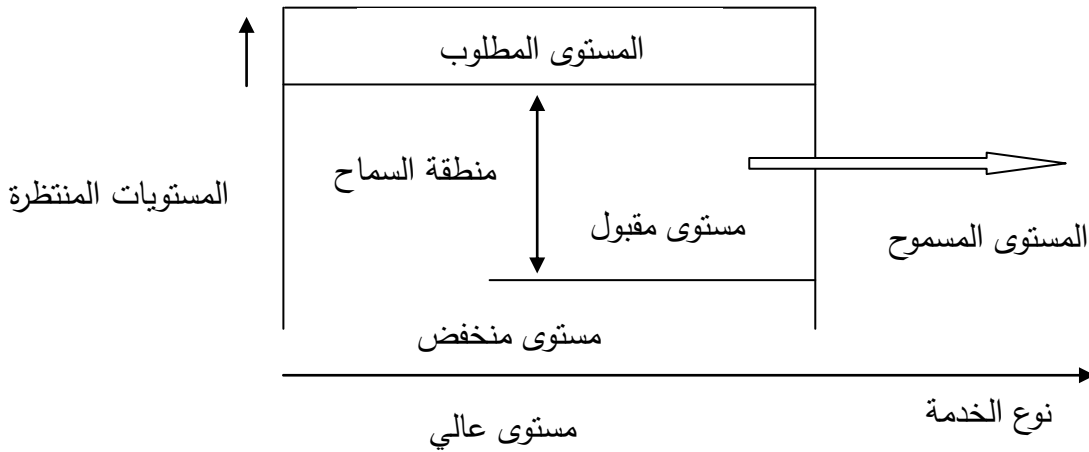 المستوى المطلوب
منطقة السماح
المستويات المنتظرة
مستوى مقبول
المستوى المسموح
مستوى منخفض
نوع الخدمة
مستوى عالي